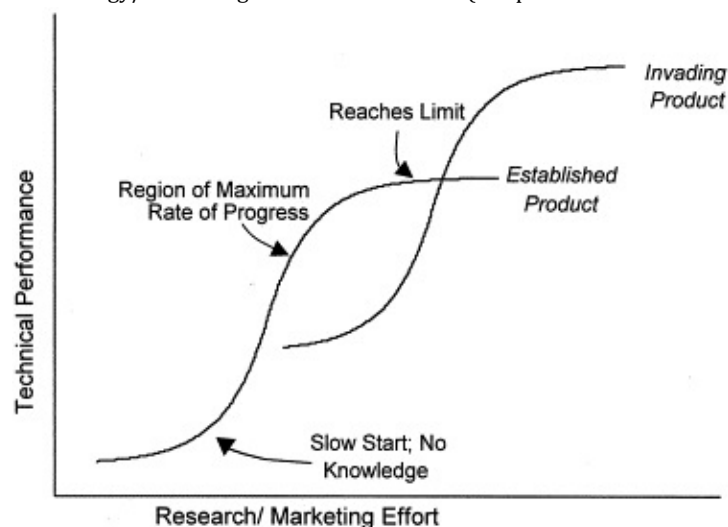 Invading
Product
Reaches Limit
Established
Product
Region of Maximum
Rate of Progress
Technical Performance
Slow Start; No
Knowledge
Research/ Marketing Effort